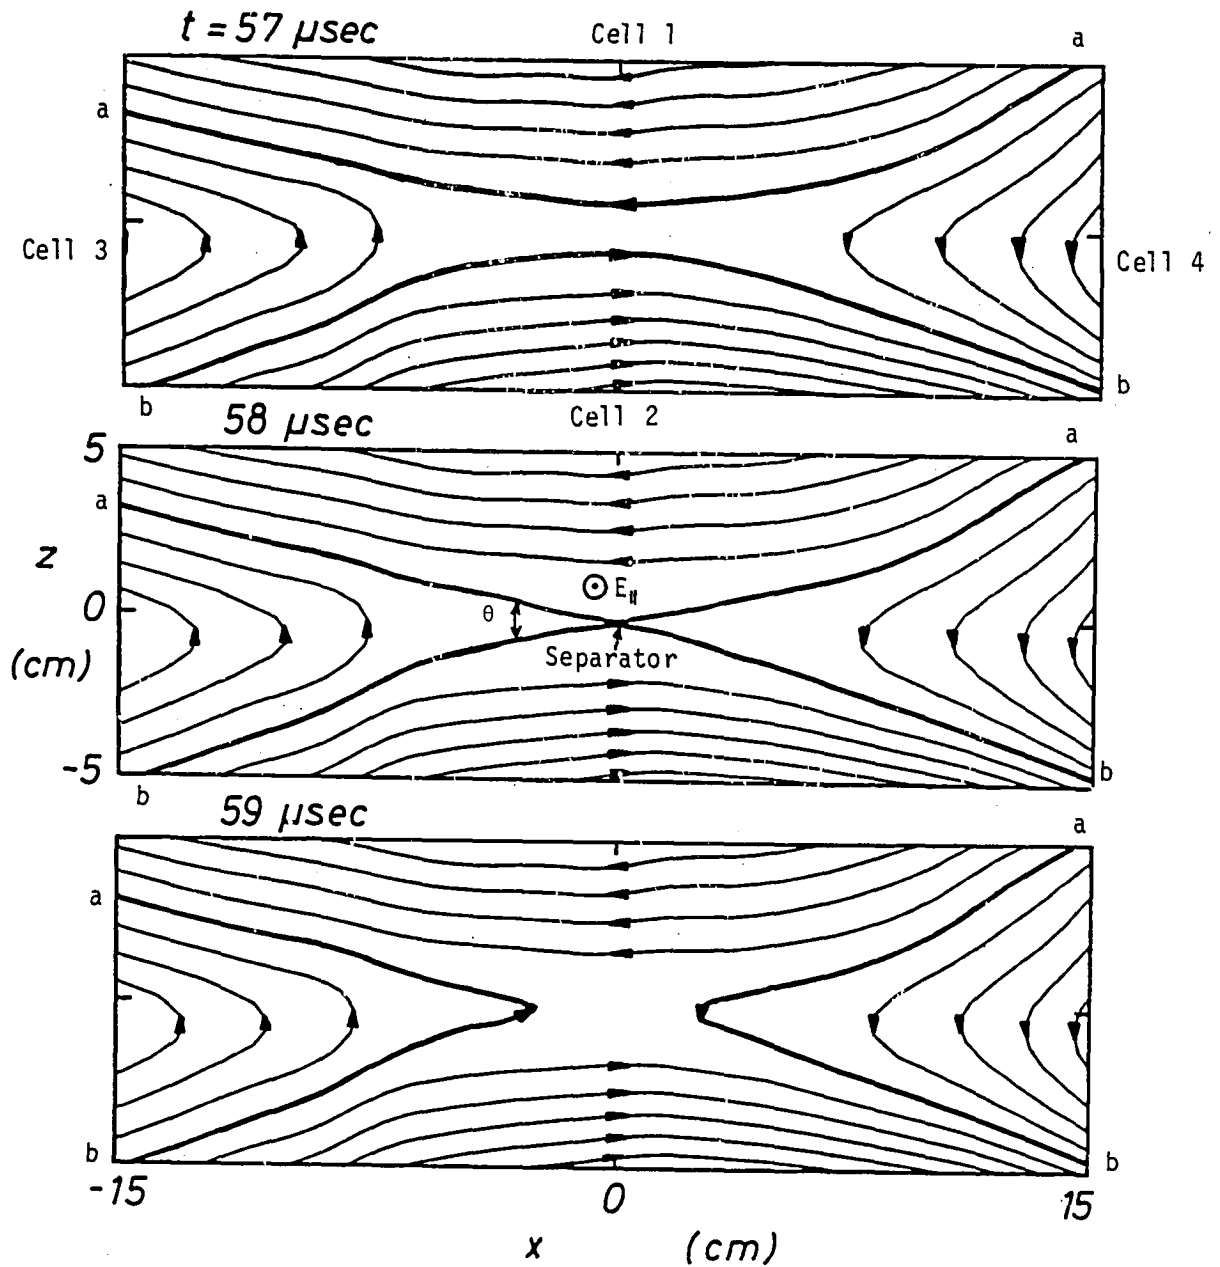 t = 57 µsec
Cell 1
a
a
Cell 3
Cell 4
b
b
58 µsec
Cell 2
a
5
a
z
E∥
0
θ
(cm)
Separator
-5
b
b
59 µsec
a
a
b
b
-15
0
15
x (cm)